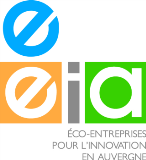 e
eia
ÉCO-ENTREPRISES
POUR L'INNOVATION
EN AUVERGNE